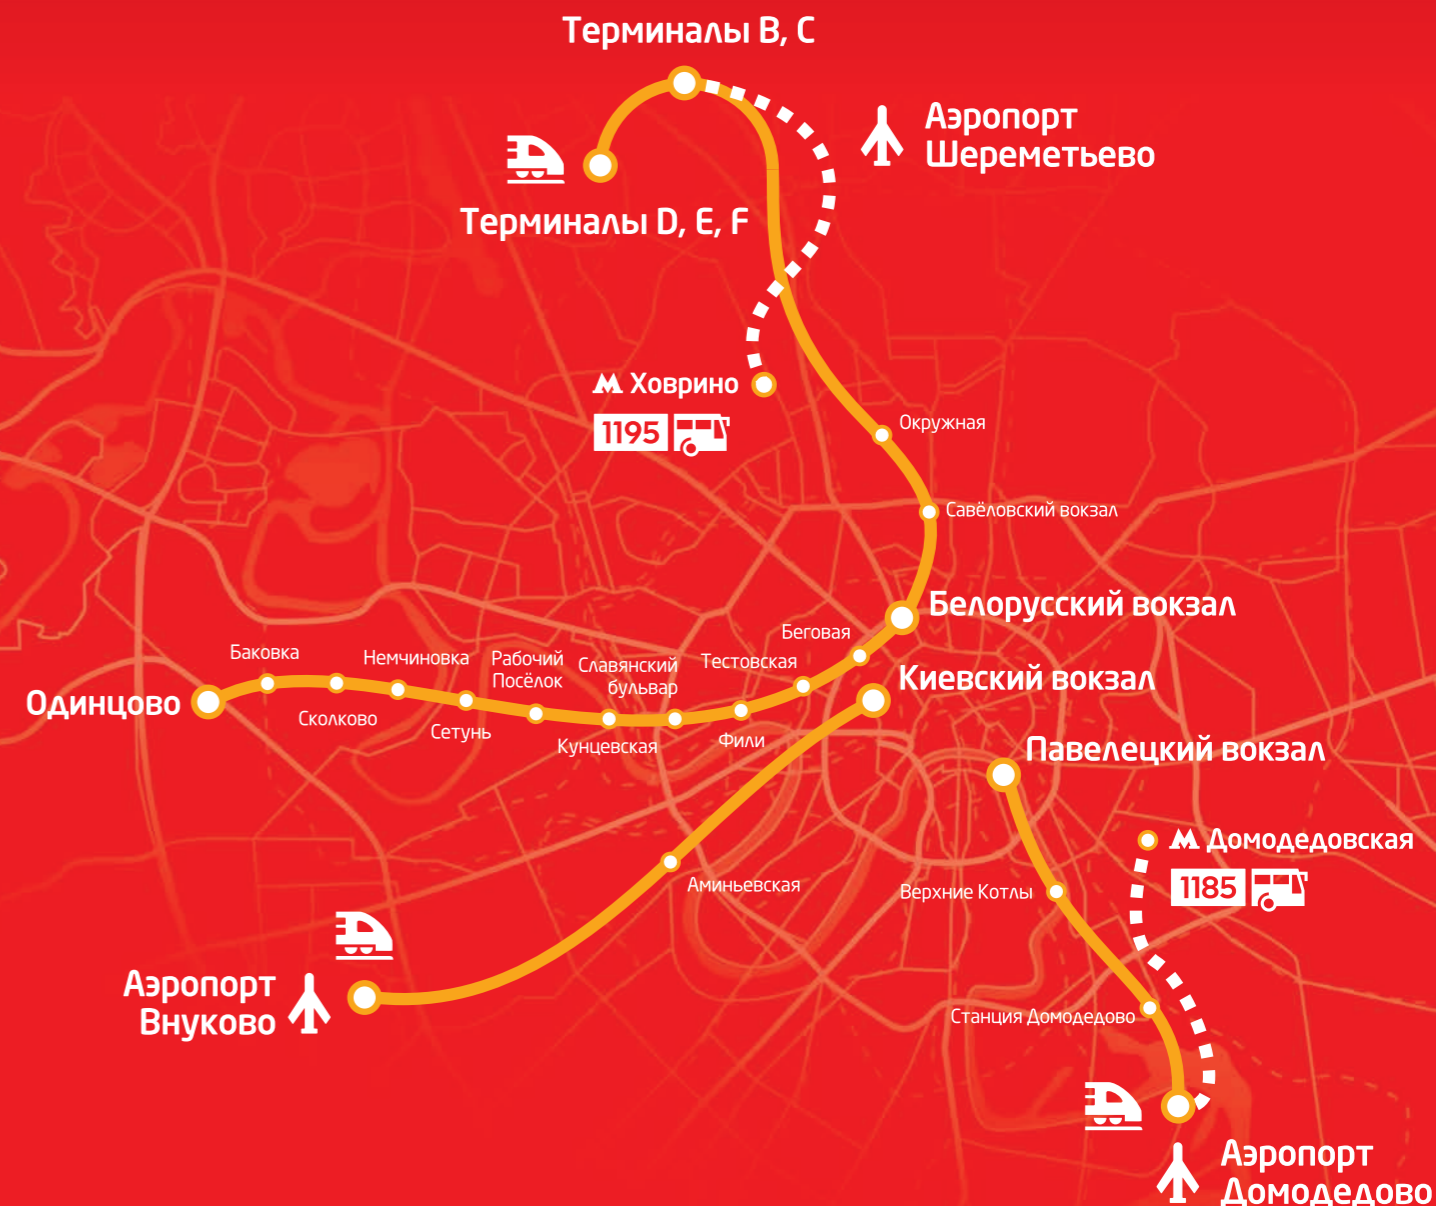 Терминалы B, C
Аэропорт
Шереметьево
Терминалы D, E, F
М Ховрино
1195
Окружная
Савёловский вокзал
Белорусский вокзал
Беговая
Тестовская
Славянский
бульвар
Рабочий
Посёлок
Немчиновка
Баковка
Одинцово
Сколково
Сетунь
Кунцевская
Фили
Киевский вокзал
Павелецкий вокзал
М Домодедовская
1185
Аминьевская
Верхние Котлы
Аэропорт
Внуково
Станция Домодедово
Аэропорт
Домодедово